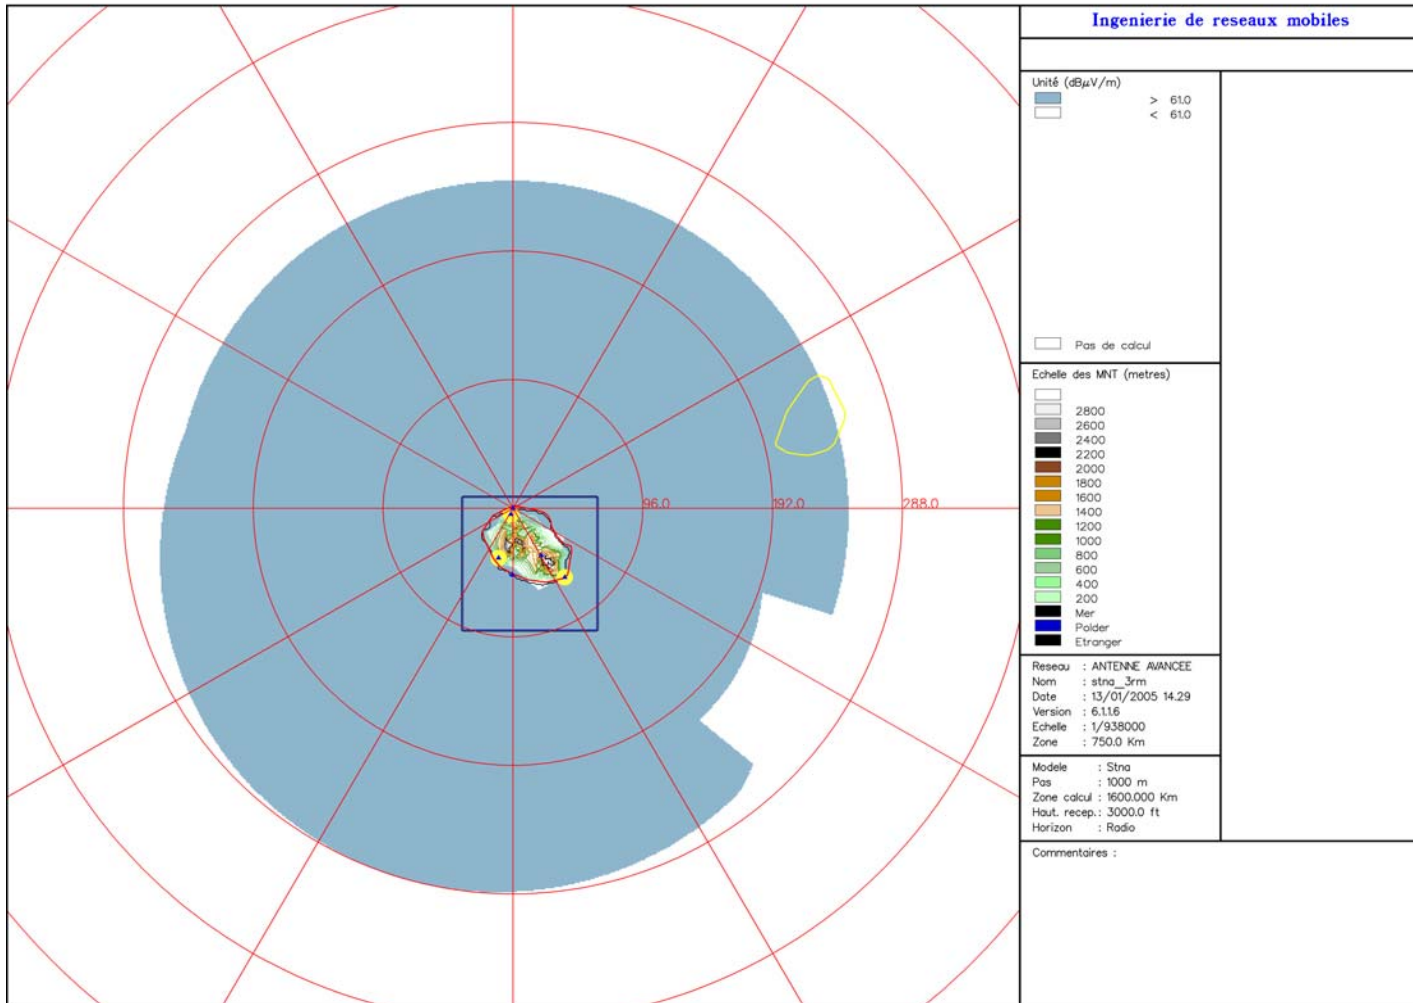 Ingenierie de reseaux mobiles
Unité (dBµV/m)
> 61.0
< 61.0
Pas de calcul
Echelle des MNT (metres)
2800
2600
2400
2200
2000
1800
1600
1400
1200
1000
800
600
400
200
Mer
Polder
Etranger
Reseau : ANTENNE AVANCEE
Nom : stna_3rm
Date : 13/01/2005 14.29
Version : 6.1.1.6
Echelle : 1/938000
Zone : 750.0 Km
Modele : Stna
Pas : 1000 m
Zone calcul : 1600.000 Km
Haut. recep.: 3000.0 ft
Horizon : Radio
Commentaires :
96.0 192.0 288.0